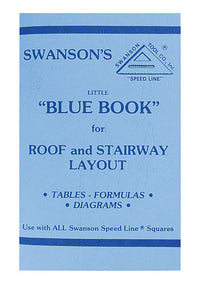 SWANSON'S
SWANSON TOOL CO., Inc.
"SPEED LINE"
LITTLE
"BLUE BOOK"
for
ROOF and STAIRWAY
LAYOUT
• TABLES - FORMULAS •
• DIAGRAMS •
Use with ALL Swanson Speed Line ® Squares